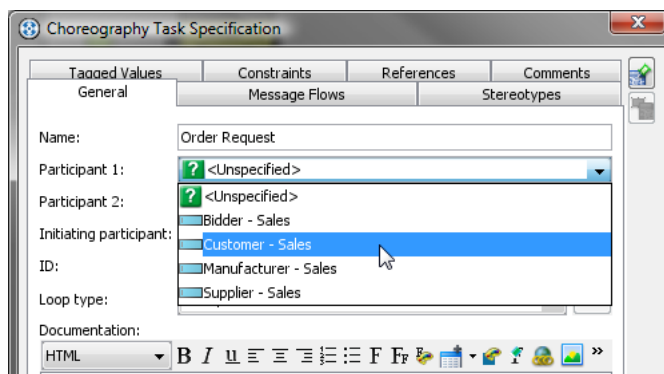 Choreography Task Specification
Tagged Values Constraints References Comments
General Message Flows Stereotypes
Name: Order Request
Participant 1: ? <Unspecified>
Participant 2: ? <Unspecified>
Bidder - Sales
Initiating participant: Customer - Sales
ID: Manufacturer - Sales
Loop type: Supplier - Sales
Documentation:
HTML B I U F FF »